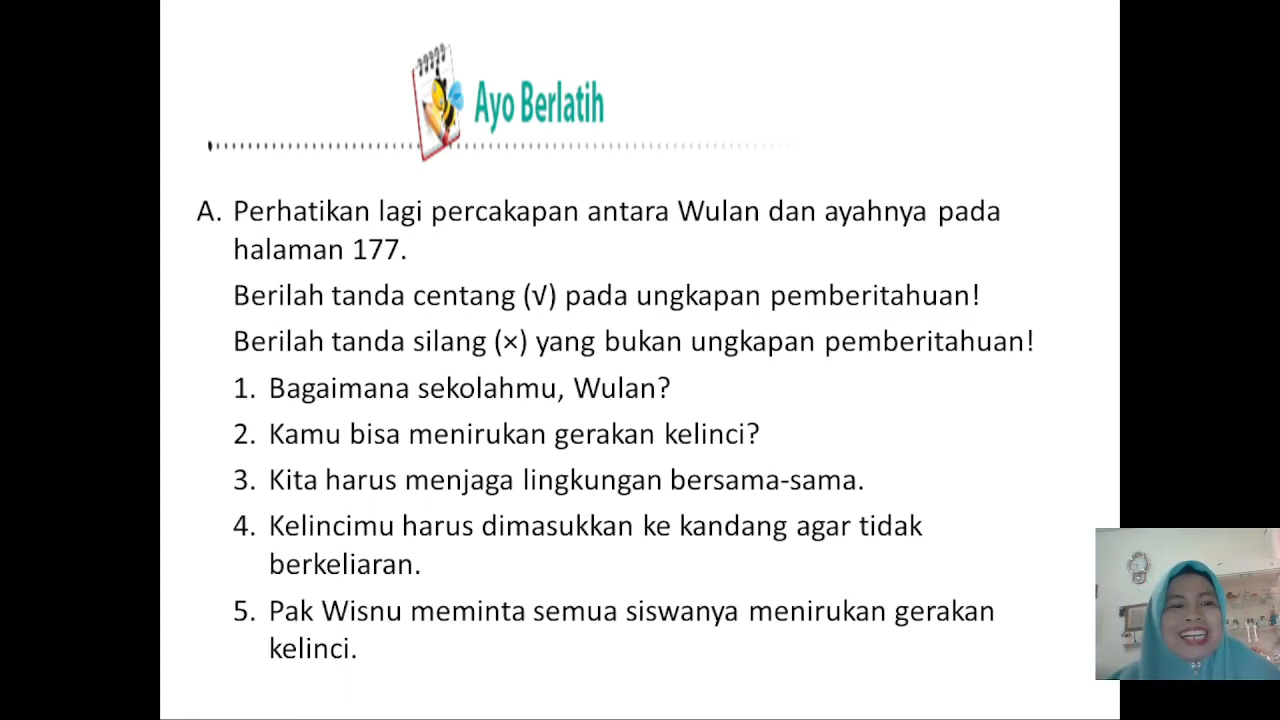 Ayo Berlatih
A. Perhatikan lagi percakapan antara Wulan dan ayahnya pada
halaman 177.
Berilah tanda centang (√) pada ungkapan pemberitahuan!
Berilah tanda silang (×) yang bukan ungkapan pemberitahuan!
1. Bagaimana sekolahmu, Wulan?
2. Kamu bisa menirukan gerakan kelinci?
3. Kita harus menjaga lingkungan bersama-sama.
4. Kelincimu harus dimasukkan ke kandang agar tidak
berkeliaran.
5. Pak Wisnu meminta semua siswanya menirukan gerakan
kelinci.